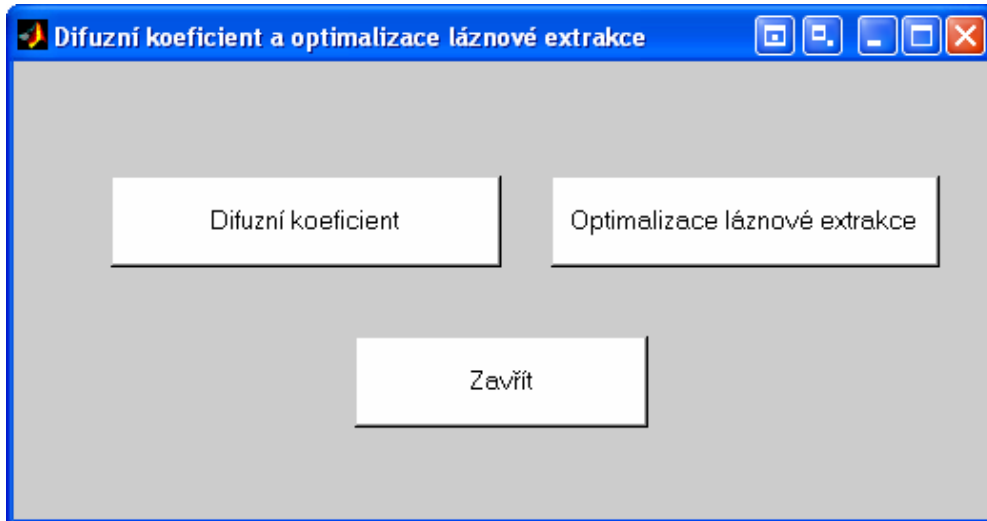 Difuzní koeficient a optimalizace láznové extrakce
Difuzní koeficient
Optimalizace láznové extrakce
Zavřít